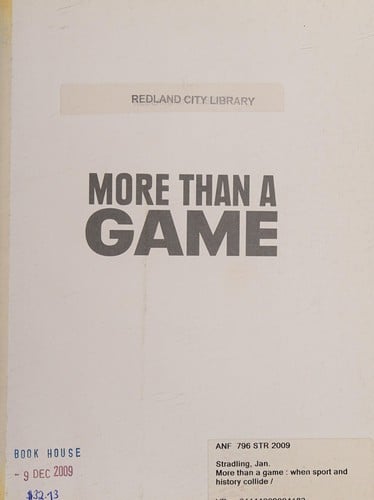 REDLAND CITY LIBRARY
MORE THAN A
GAME
BOOK HOUSE
- 9 DEC 2009
$32.13
ANF 796 STR 2009
Stradling, Jan.
More than a game : when sport and
history collide /